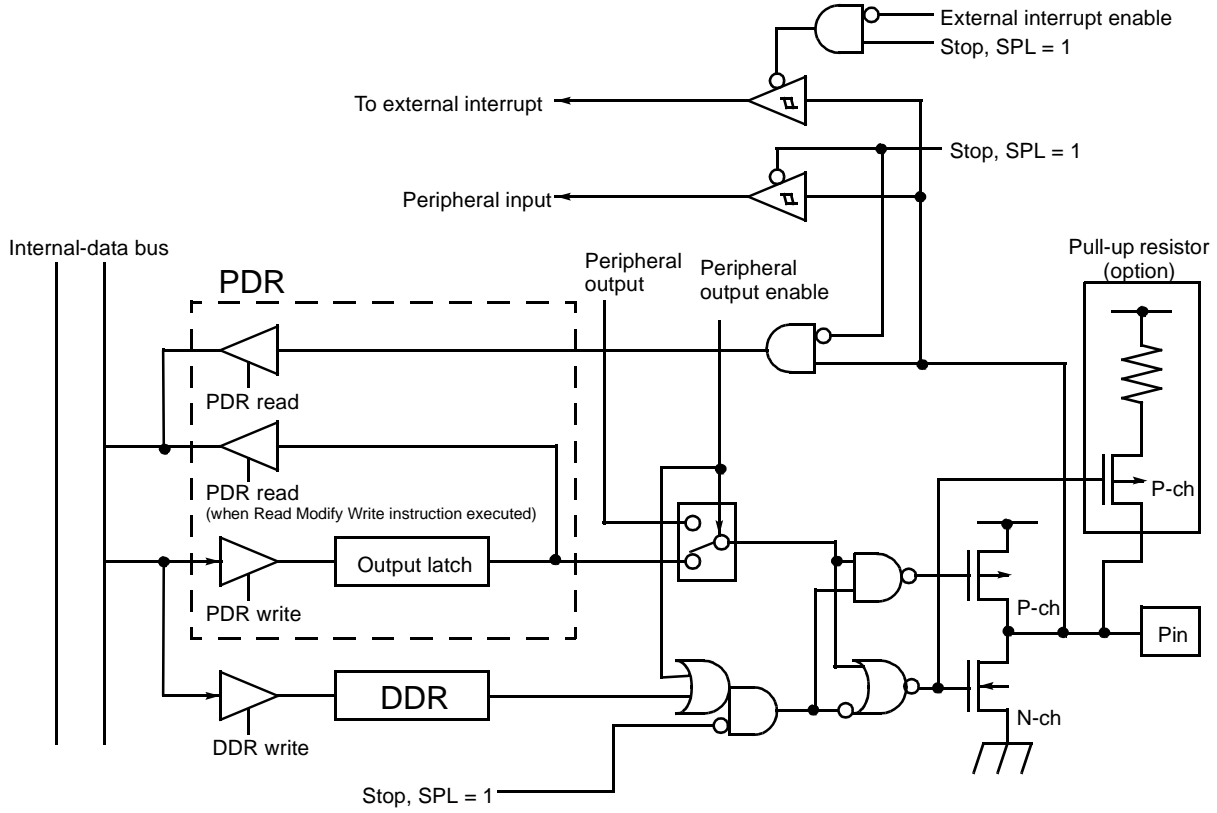 External interrupt enable
Stop, SPL = 1
To external interrupt
Stop, SPL = 1
Peripheral input
Internal-data bus
Pull-up resistor
(option)
Peripheral
output
Peripheral
output enable
PDR
PDR read
PDR read
(when Read Modify Write instruction executed)
P-ch
Output latch
PDR write
P-ch
Pin
DDR
N-ch
DDR write
Stop, SPL = 1